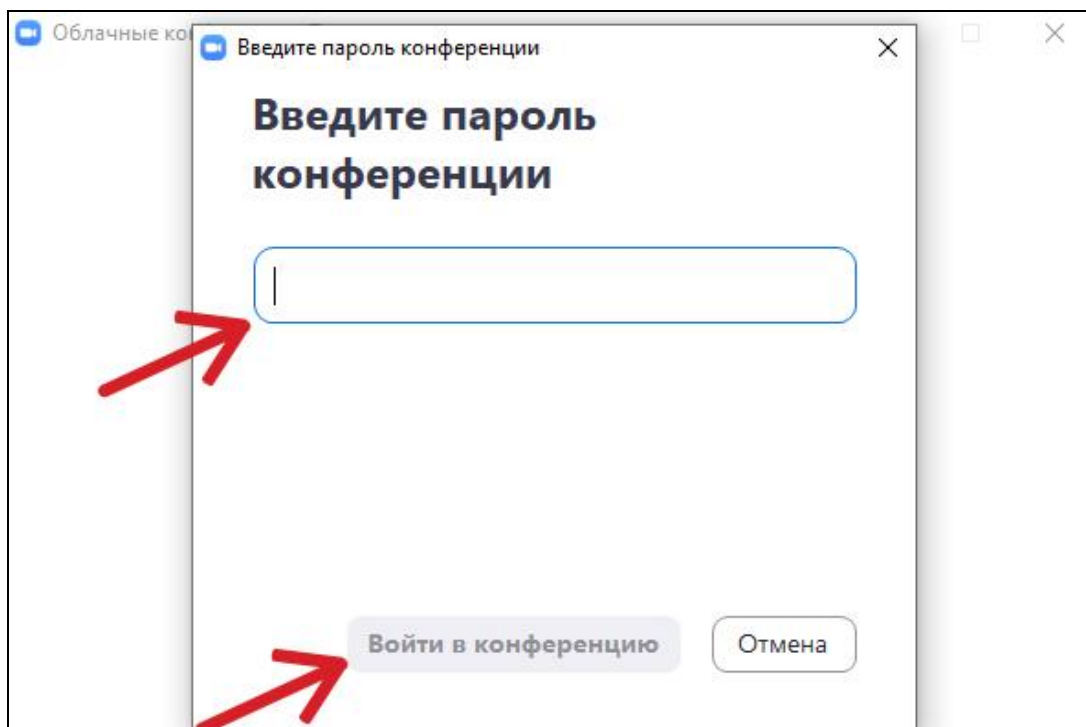 Облачные ко
Введите пароль конференции
Введите пароль
конференции
Войти в конференцию
Отмена